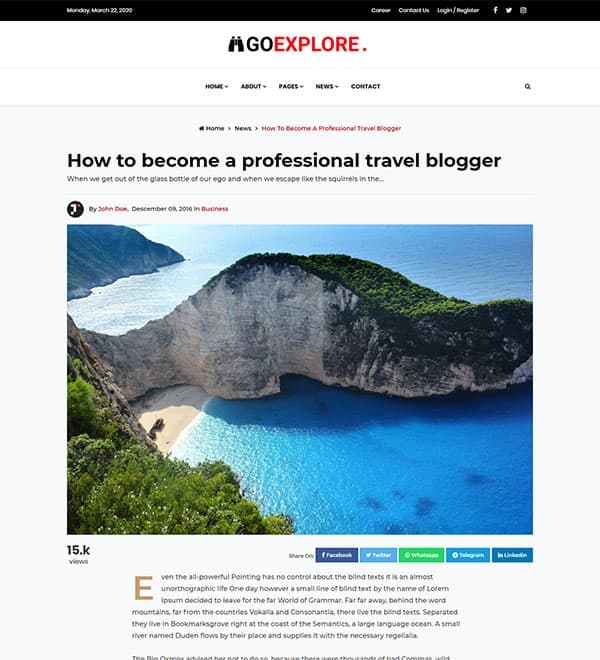 Monday, March 22, 2020 Career Contact Us Login / Register
GOEXPLORE.
HOME ABOUT PAGES NEWS CONTACT
Home > News > How To Become A Professional Travel Blogger
How to become a professional travel blogger
When we get out of the glass bottle of our ego and when we escape like the squirrels in the...
By John Doe, Descember 09, 2016 In Business
15.k
views
Share On: Facebook Twitter Whatsapp Telegram Linkedin
Even the all-powerful Pointing has no control about the blind texts it is an almost
unorthographic life One day however a small line of blind text by the name of Lorem
Ipsum decided to leave for the far World of Grammar. Far far away, behind the word
mountains, far from the countries Vokalia and Consonantia, there live the blind texts. Separated
they live in Bookmarksgrove right at the coast of the Semantics, a large language ocean. A small
river named Duden flows by their place and supplies it with the necessary regelialia.
The Big Oxmox advised her not to do so, because there were thousands of bad Commas, wild